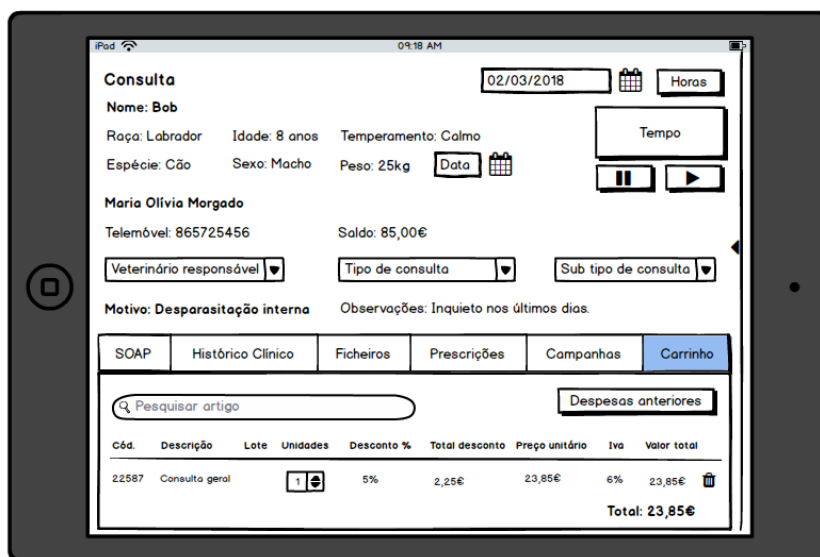 iPad 09:18 AM
Consulta 02/03/2018 Horas
Nome: Bob
Raça: Labrador Idade: 8 anos Temperamento: Calmo Tempo
Espécie: Cão Sexo: Macho Peso: 25kg Data
Maria Olívia Morgado
Telemóvel: 865725456 Saldo: 85,00€
Veterinário responsável Tipo de consulta Sub tipo de consulta
Motivo: Desparasitação interna Observações: Inquieto nos últimos dias.
SOAP Histórico Clínico Ficheiros Prescrições Campanhas Carrinho
Pesquisar artigo Despesas anteriores
Cód. Descrição Lote Unidades Desconto % Total desconto Preço unitário Iva Valor total
22587 Consulta geral 1 5% 2,25€ 23,85€ 6% 23,85€
Total: 23,85€